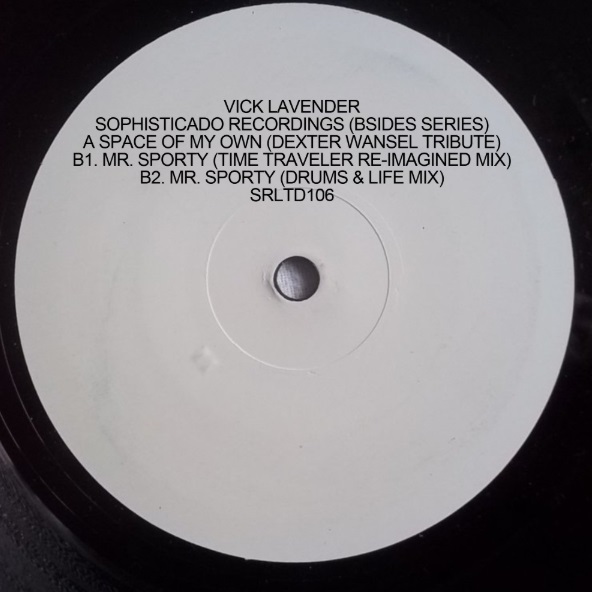 VICK LAVENDER
SOPHISTICADO RECORDINGS (BSIDES SERIES)
A SPACE OF MY OWN (DEXTER WANSEL TRIBUTE)
B1. MR. SPORTY (TIME TRAVELER RE-IMAGINED MIX)
B2. MR. SPORTY (DRUMS & LIFE MIX)
SRLTD106